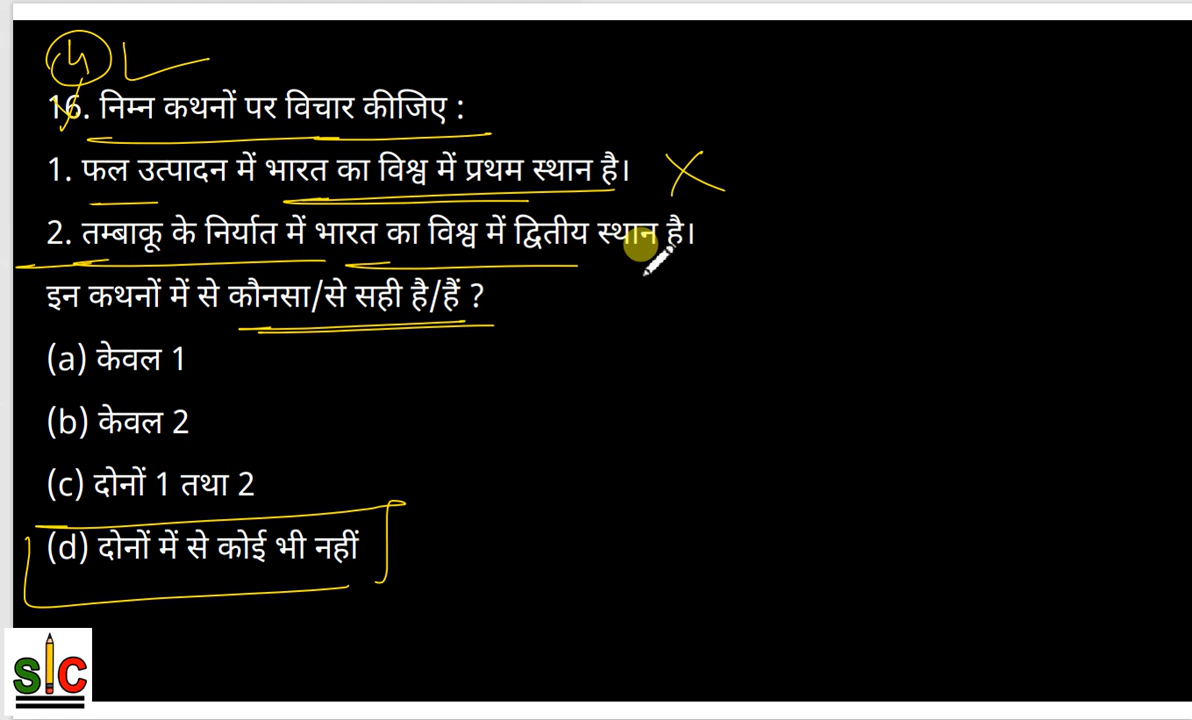 16. निम्न कथनों पर विचार कीजिए :
1. फल उत्पादन में भारत का विश्व में प्रथम स्थान है।
2. तम्बाकू के निर्यात में भारत का विश्व में द्वितीय स्थान है।
इन कथनों में से कौनसा/से सही है/हैं ?
(a) केवल 1
(b) केवल 2
(c) दोनों 1 तथा 2
(d) दोनों में से कोई भी नहीं
SIC